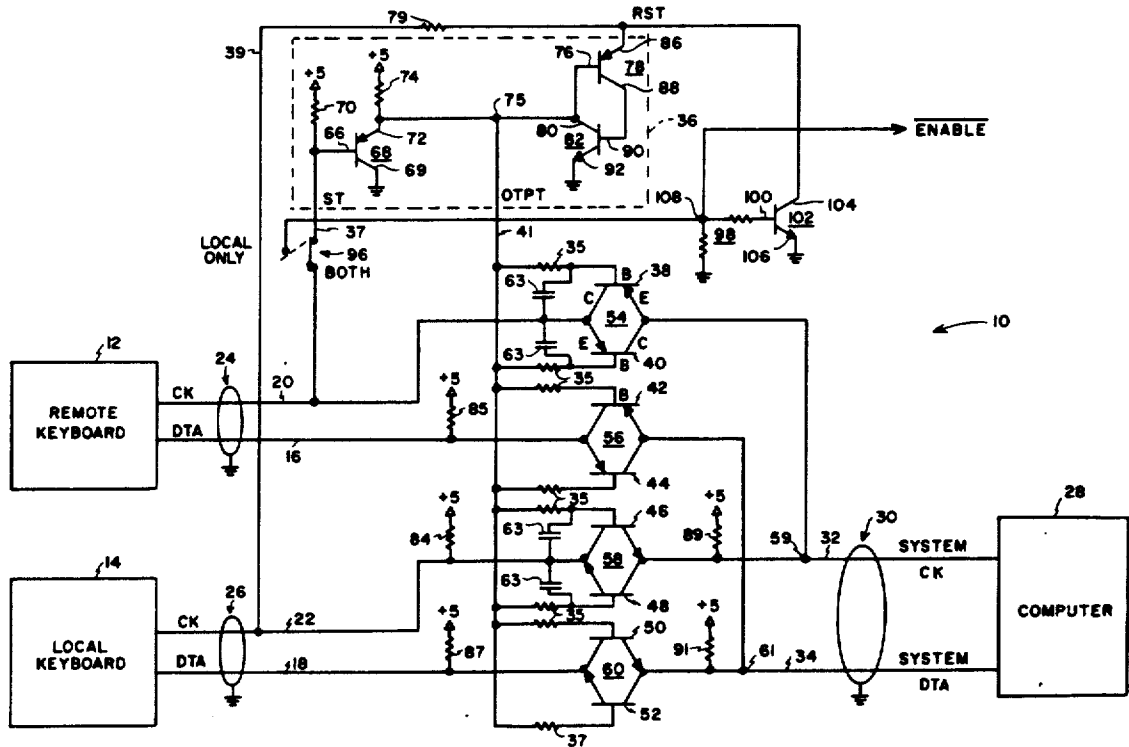 79
RST
39
+5
74
76
86
78
+5
70
75
88
36
80
82
90
ENABLE
66
72
68
69
92
108
100
104
ST
OTPT
98
102
106
37
41
LOCAL
ONLY
96
BOTH
35
63
B
38
C
E
54
10
E
C
63
B
40
12
24
35
+5
B
42
CK
20
85
REMOTE
KEYBOARD
DTA
56
16
44
28
+5
35
46
+5
30
84
63
89
59
32
SYSTEM
14
58
CK
63
48
COMPUTER
26
35
+5
CK
+5
22
50
LOCAL
KEYBOARD
87
91
61
34
SYSTEM
DTA
18
60
DTA
52
37